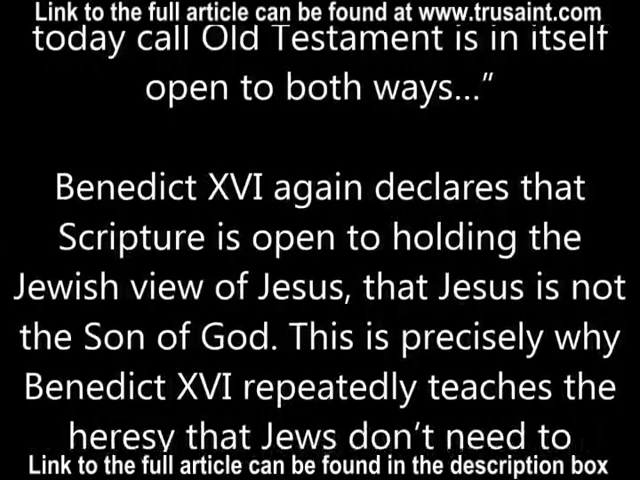 Link to the full article can be found at www.trusaint.com
today call Old Testament is in itself
open to both ways...”
Benedict XVI again declares that
Scripture is open to holding the
Jewish view of Jesus, that Jesus is not
the Son of God. This is precisely why
Benedict XVI repeatedly teaches the
heresy that Jews don’t need to
Link to the full article can be found in the description box